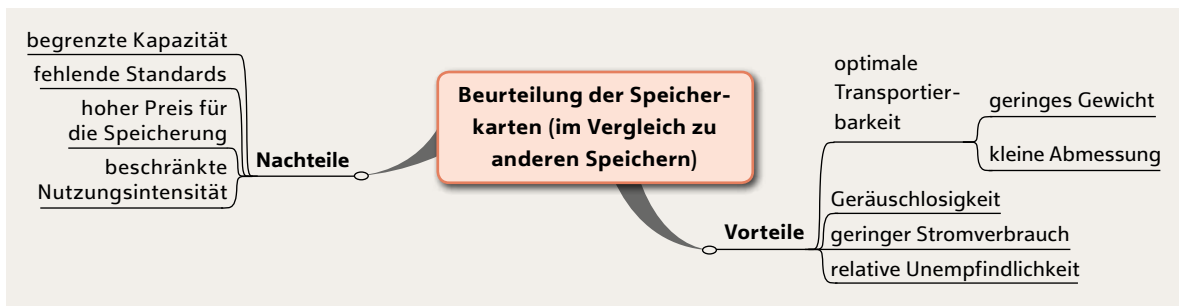 Beurteilung der Speicher-
karten (im Vergleich zu
anderen Speichern)
Nachteile
begrenzte Kapazität
fehlende Standards
hoher Preis für
die Speicherung
beschränkte
Nutzungsintensität
Vorteile
optimale
Transportier-
barkeit
geringes Gewicht
kleine Abmessung
Geräuschlosigkeit
geringer Stromverbrauch
relative Unempfindlichkeit